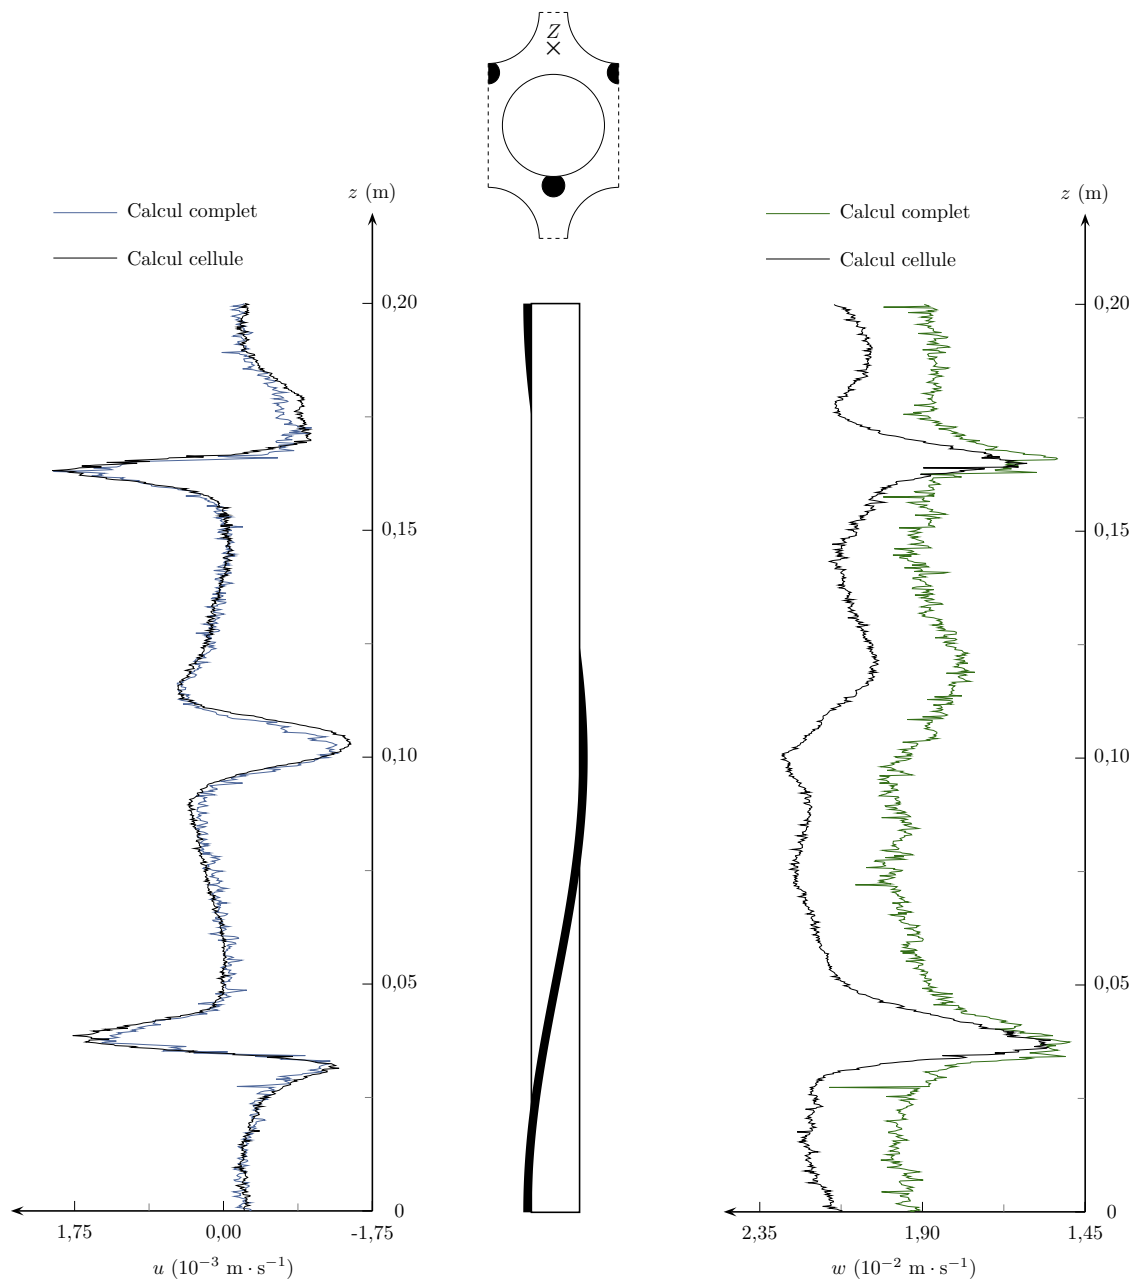 Z
z (m)
Calcul complet
Calcul cellule
0,20
0,15
0,10
0,05
0
1,75 0,00 -1,75
u (10⁻³ m · s⁻¹)
z (m)
Calcul complet
Calcul cellule
0,20
0,15
0,10
0,05
0
2,35 1,90 1,45
w (10⁻² m · s⁻¹)